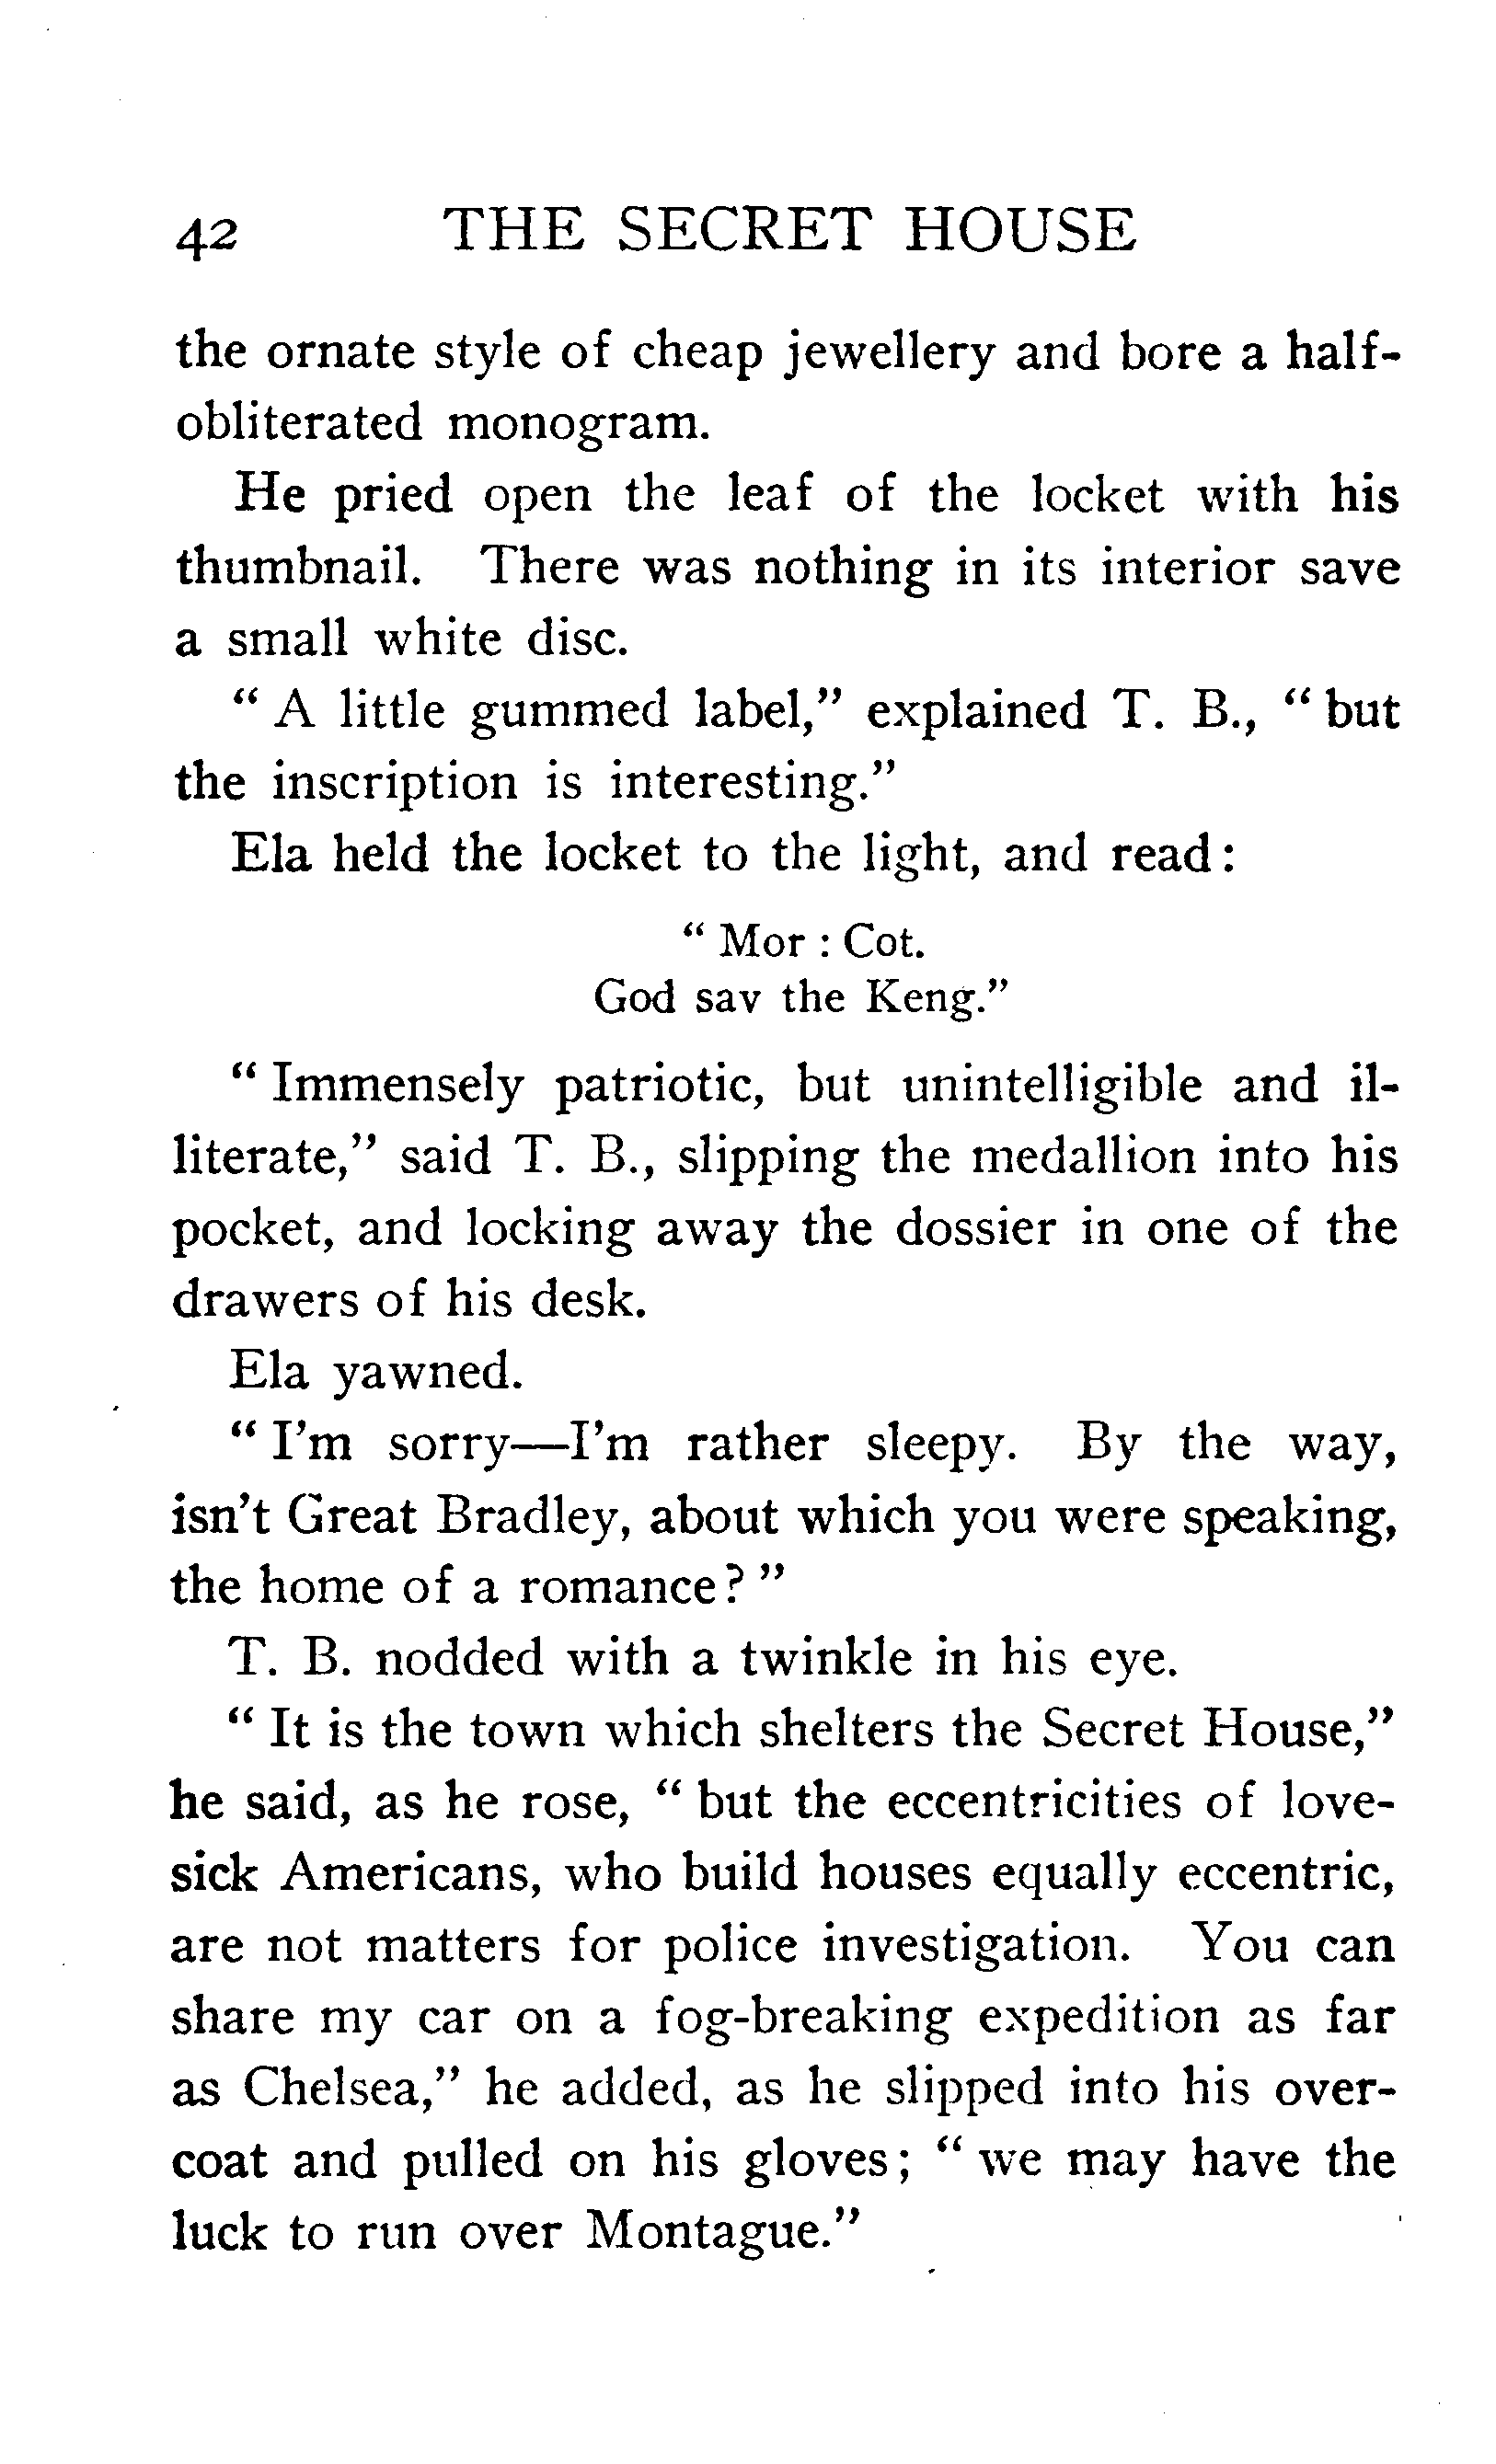 42 THE SECRET HOUSE
the ornate style of cheap jewellery and bore a half-
obliterated monogram.
He pried open the leaf of the locket with his
thumbnail. There was nothing in its interior save
a small white disc.
" A little gummed label," explained T. B., " but
the inscription is interesting."
Ela held the locket to the light, and read :
" Mor : Cot.
God sav the Keng."
" Immensely patriotic, but unintelligible and il-
literate," said T. B., slipping the medallion into his
pocket, and locking away the dossier in one of the
drawers of his desk.
Ela yawned.
" I'm sorry—I'm rather sleepy. By the way,
isn't Great Bradley, about which you were speaking,
the home of a romance ? "
T. B. nodded with a twinkle in his eye.
" It is the town which shelters the Secret House,"
he said, as he rose, " but the eccentricities of love-
sick Americans, who build houses equally eccentric,
are not matters for police investigation. You can
share my car on a fog-breaking expedition as far
as Chelsea," he added, as he slipped into his over-
coat and pulled on his gloves ; " we may have the
luck to run over Montague."